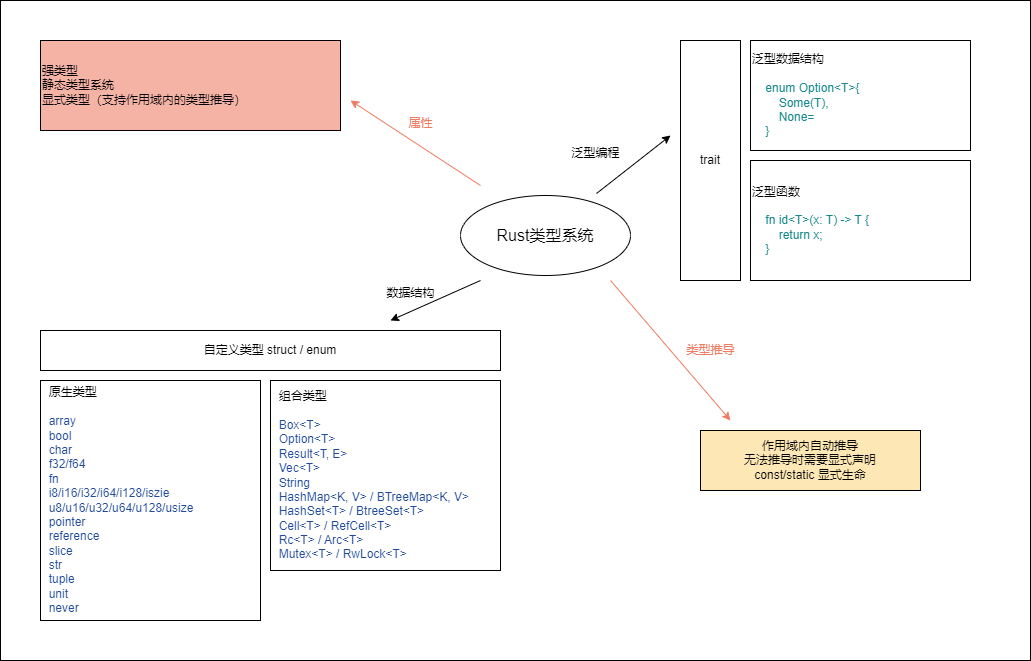 强类型
静态类型系统
显式类型（支持作用域内的类型推导）
属性
泛型编程
trait
泛型数据结构
enum Option<T>{
Some(T),
None=
}
泛型函数
fn id<T>(x: T) -> T {
return x;
}
Rust类型系统
数据结构
类型推导
自定义类型 struct / enum
原生类型
array
bool
char
f32/f64
fn
i8/i16/i32/i64/i128/iszie
u8/u16/u32/u64/u128/usize
pointer
reference
slice
str
tuple
unit
never
组合类型
Box<T>
Option<T>
Result<T, E>
Vec<T>
String
HashMap<K, V> / BTreeMap<K, V>
HashSet<T> / BtreeSet<T>
Cell<T> / RefCell<T>
Rc<T> / Arc<T>
Mutex<T> / RwLock<T>
作用域内自动推导
无法推导时需要显式声明
const/static 显式生命